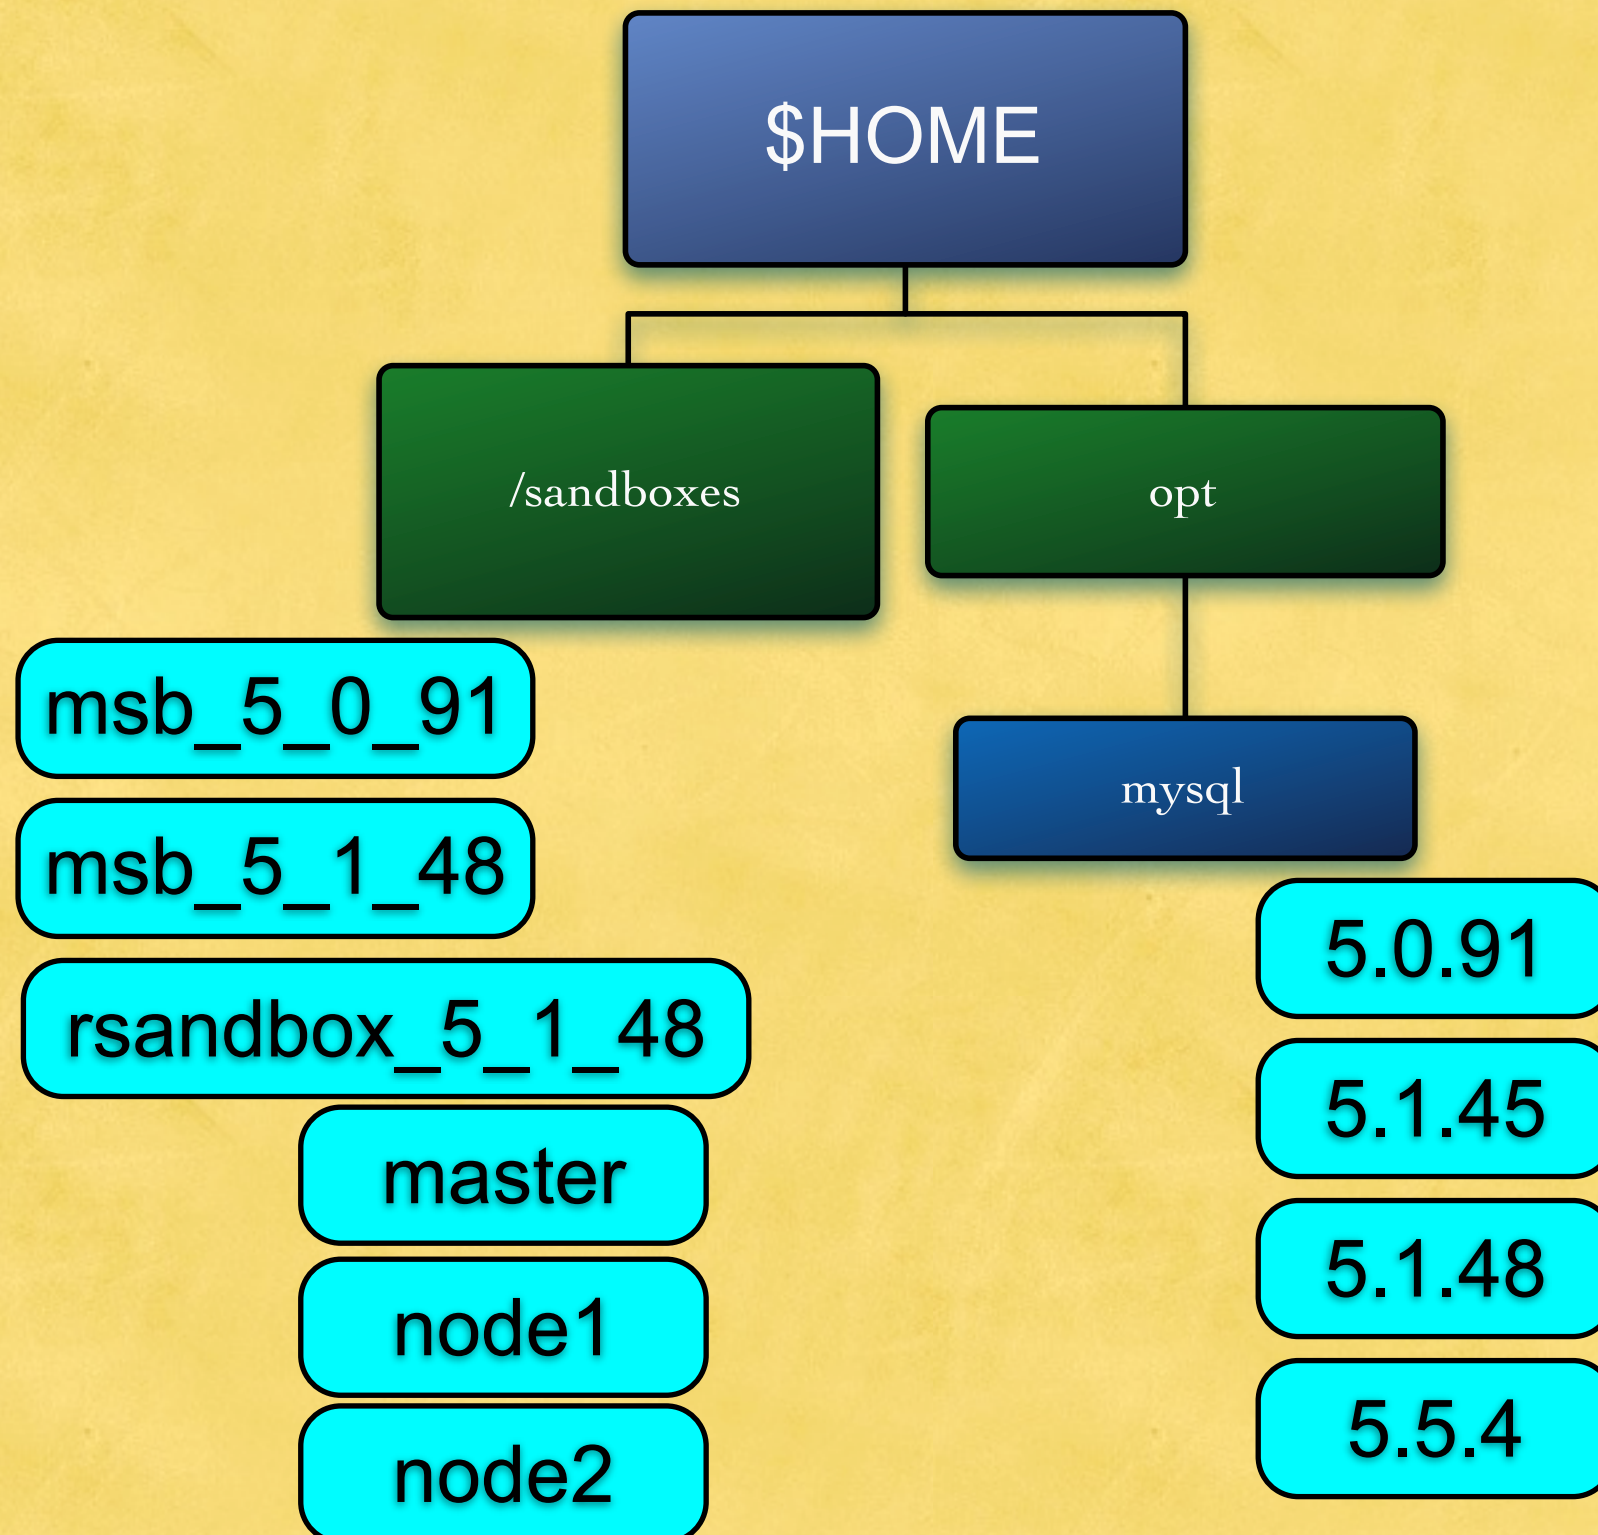 $HOME
/sandboxes
opt
msb_5_0_91
mysql
msb_5_1_48
5.0.91
rsandbox_5_1_48
5.1.45
master
5.1.48
node1
5.5.4
node2